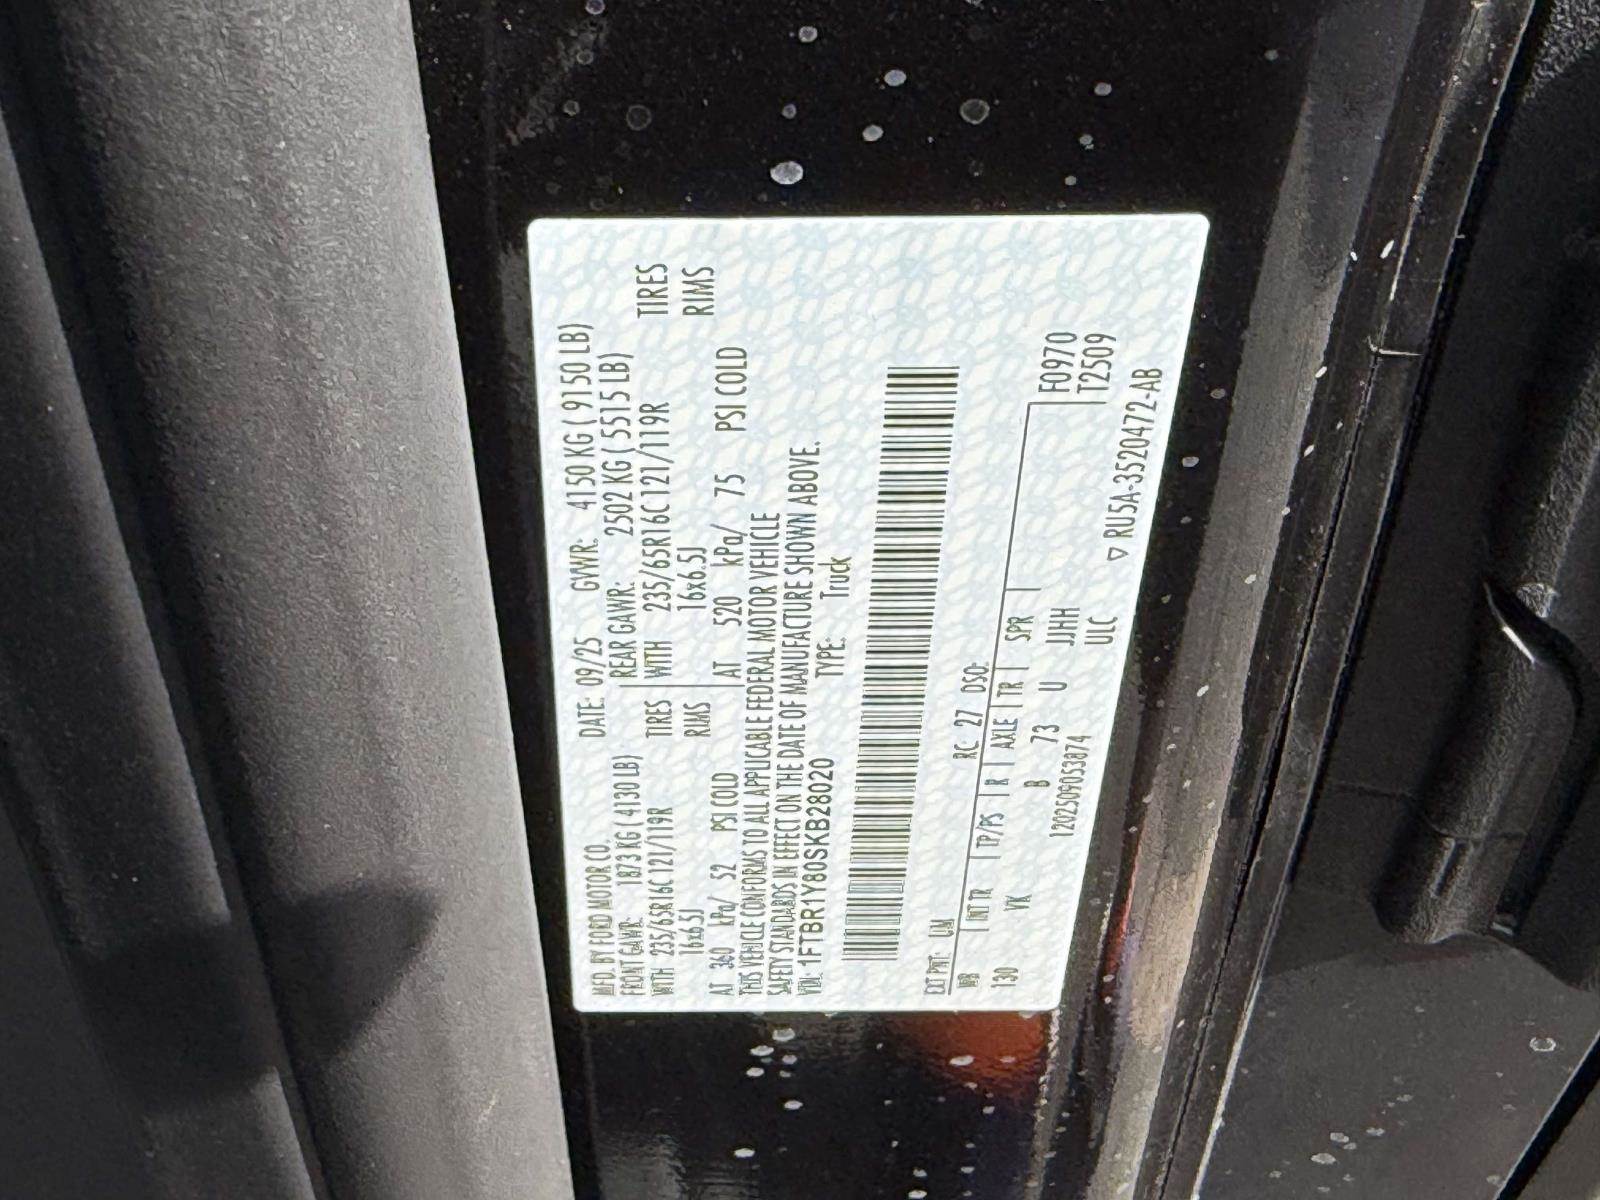 MFD. BY FORD MOTOR CO. DATE: 09/25 GVWR: 4150 KG ( 9150 LB)
FRONT GAWR: 1873 KG ( 4130 LB) REAR GAWR: 2502 KG ( 5515 LB)
WITH 235/65R16C 121/119R TIRES WITH 235/65R16C 121/119R TIRES
16x6.5J RIMS 16x6.5J RIMS
AT 360 kPa/ 52 PSI COLD AT 520 kPa/ 75 PSI COLD
THIS VEHICLE CONFORMS TO ALL APPLICABLE FEDERAL MOTOR VEHICLE
SAFETY STANDARDS IN EFFECT ON THE DATE OF MANUFACTURE SHOWN ABOVE.
VIN: 1FTBR1Y80SKB28020 TYPE: Truck
EXT PNT: UM RC: 27 DSO:
WB INT TR TP/PS R AXLE TR SPR F0970
130 VK B 73 U JJHH T2509
120250905387​4 ULC
▽ RU5A-3520472-AB